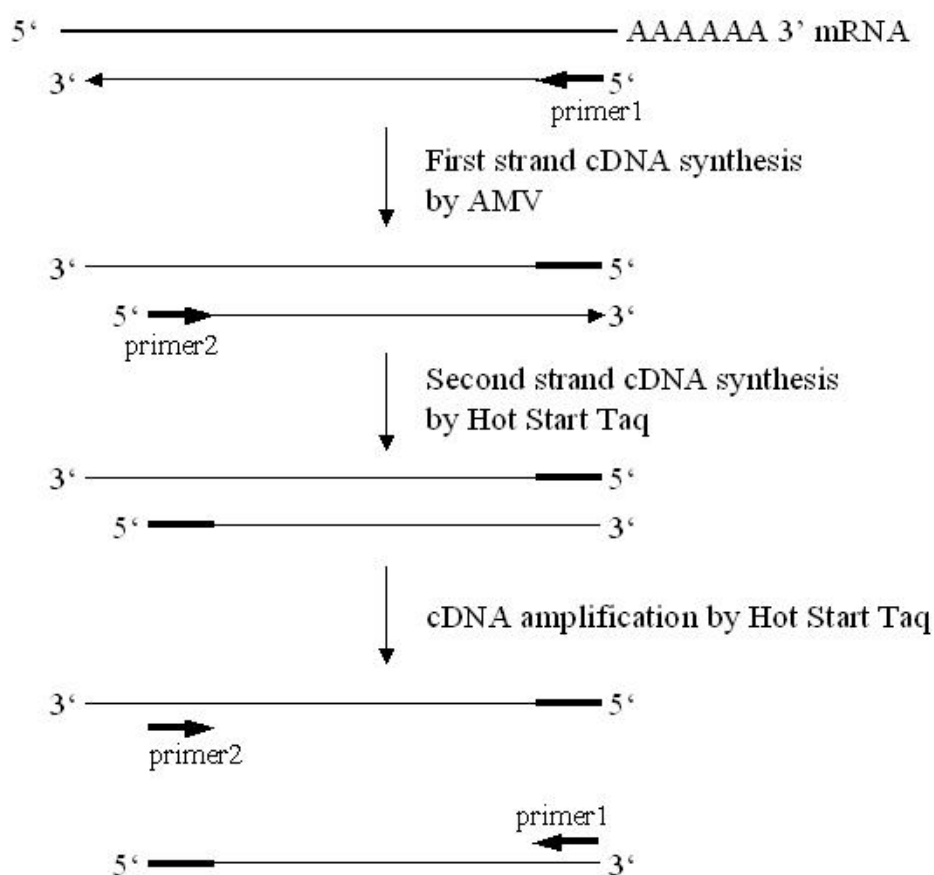 5‘ AAAAAA 3’ mRNA
3‘ 5‘
primer1
First strand cDNA synthesis
by AMV
3‘ 5‘
5‘ 3‘
primer2
Second strand cDNA synthesis
by Hot Start Taq
3‘ 5‘
5‘ 3‘
cDNA amplification by Hot Start Taq
3‘ 5‘
primer2
primer1
5‘ 3‘